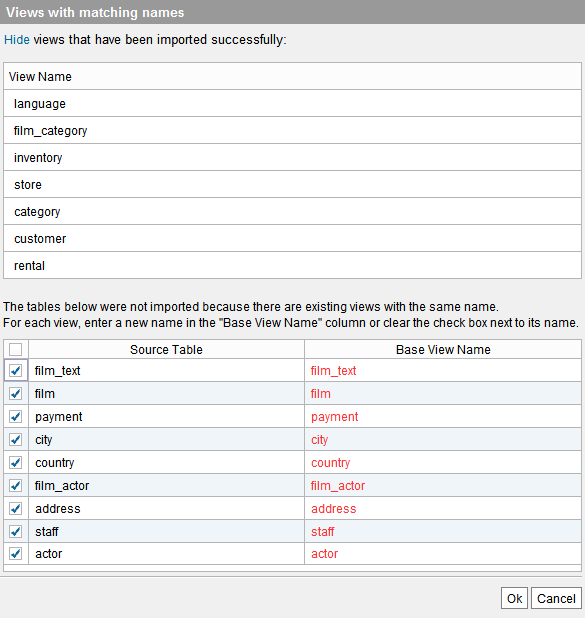 Views with matching names
Hide views that have been imported successfully:
View Name
language
film_category
inventory
store
category
customer
rental
The tables below were not imported because there are existing views with the same name.
For each view, enter a new name in the "Base View Name" column or clear the check box next to its name.
Source Table Base View Name
film_text film_text
film film
payment payment
city city
country country
film_actor film_actor
address address
staff staff
actor actor
Ok Cancel